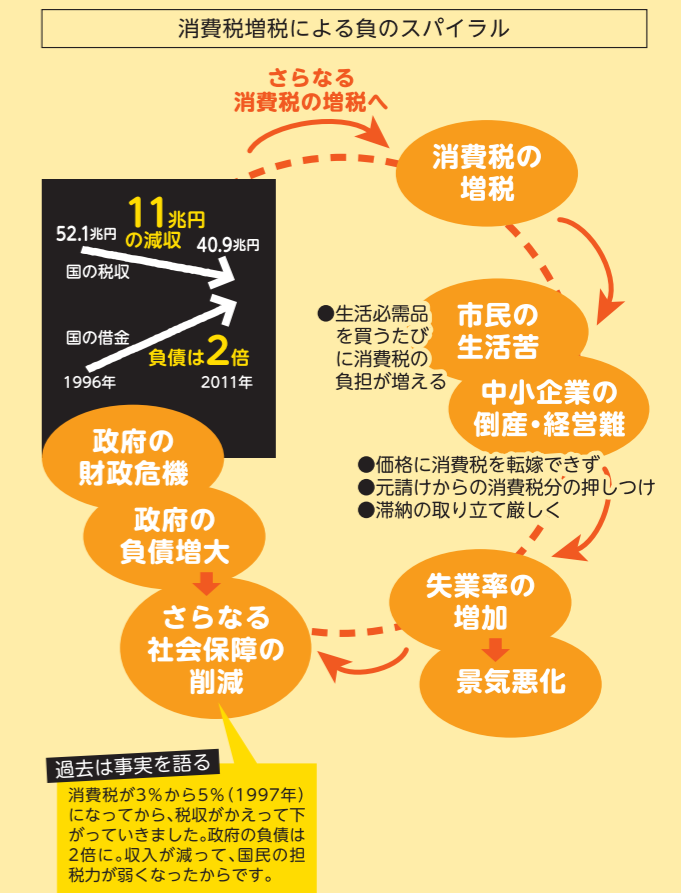 消費税増税による負のスパイラル
さらなる
消費税の増税へ
消費税の
増税
11兆円
の減収
52.1兆円
40.9兆円
国の税収
国の借金
負債は2倍
1996年
2011年
●生活必需品
を買うたび
に消費税の
負担が増える
市民の
生活苦
中小企業の
倒産・経営難
●価格に消費税を転嫁できず
●元請けからの消費税分の押しつけ
●滞納の取り立て厳しく
政府の
財政危機
政府の
負債増大
さらなる
社会保障の
削減
失業率の
増加
景気悪化
過去は事実を語る
消費税が3%から5%(1997年)
になってから、税収がかえって下
がっていきました。政府の負債は
2倍に。収入が減って、国民の担
税力が弱くなったからです。